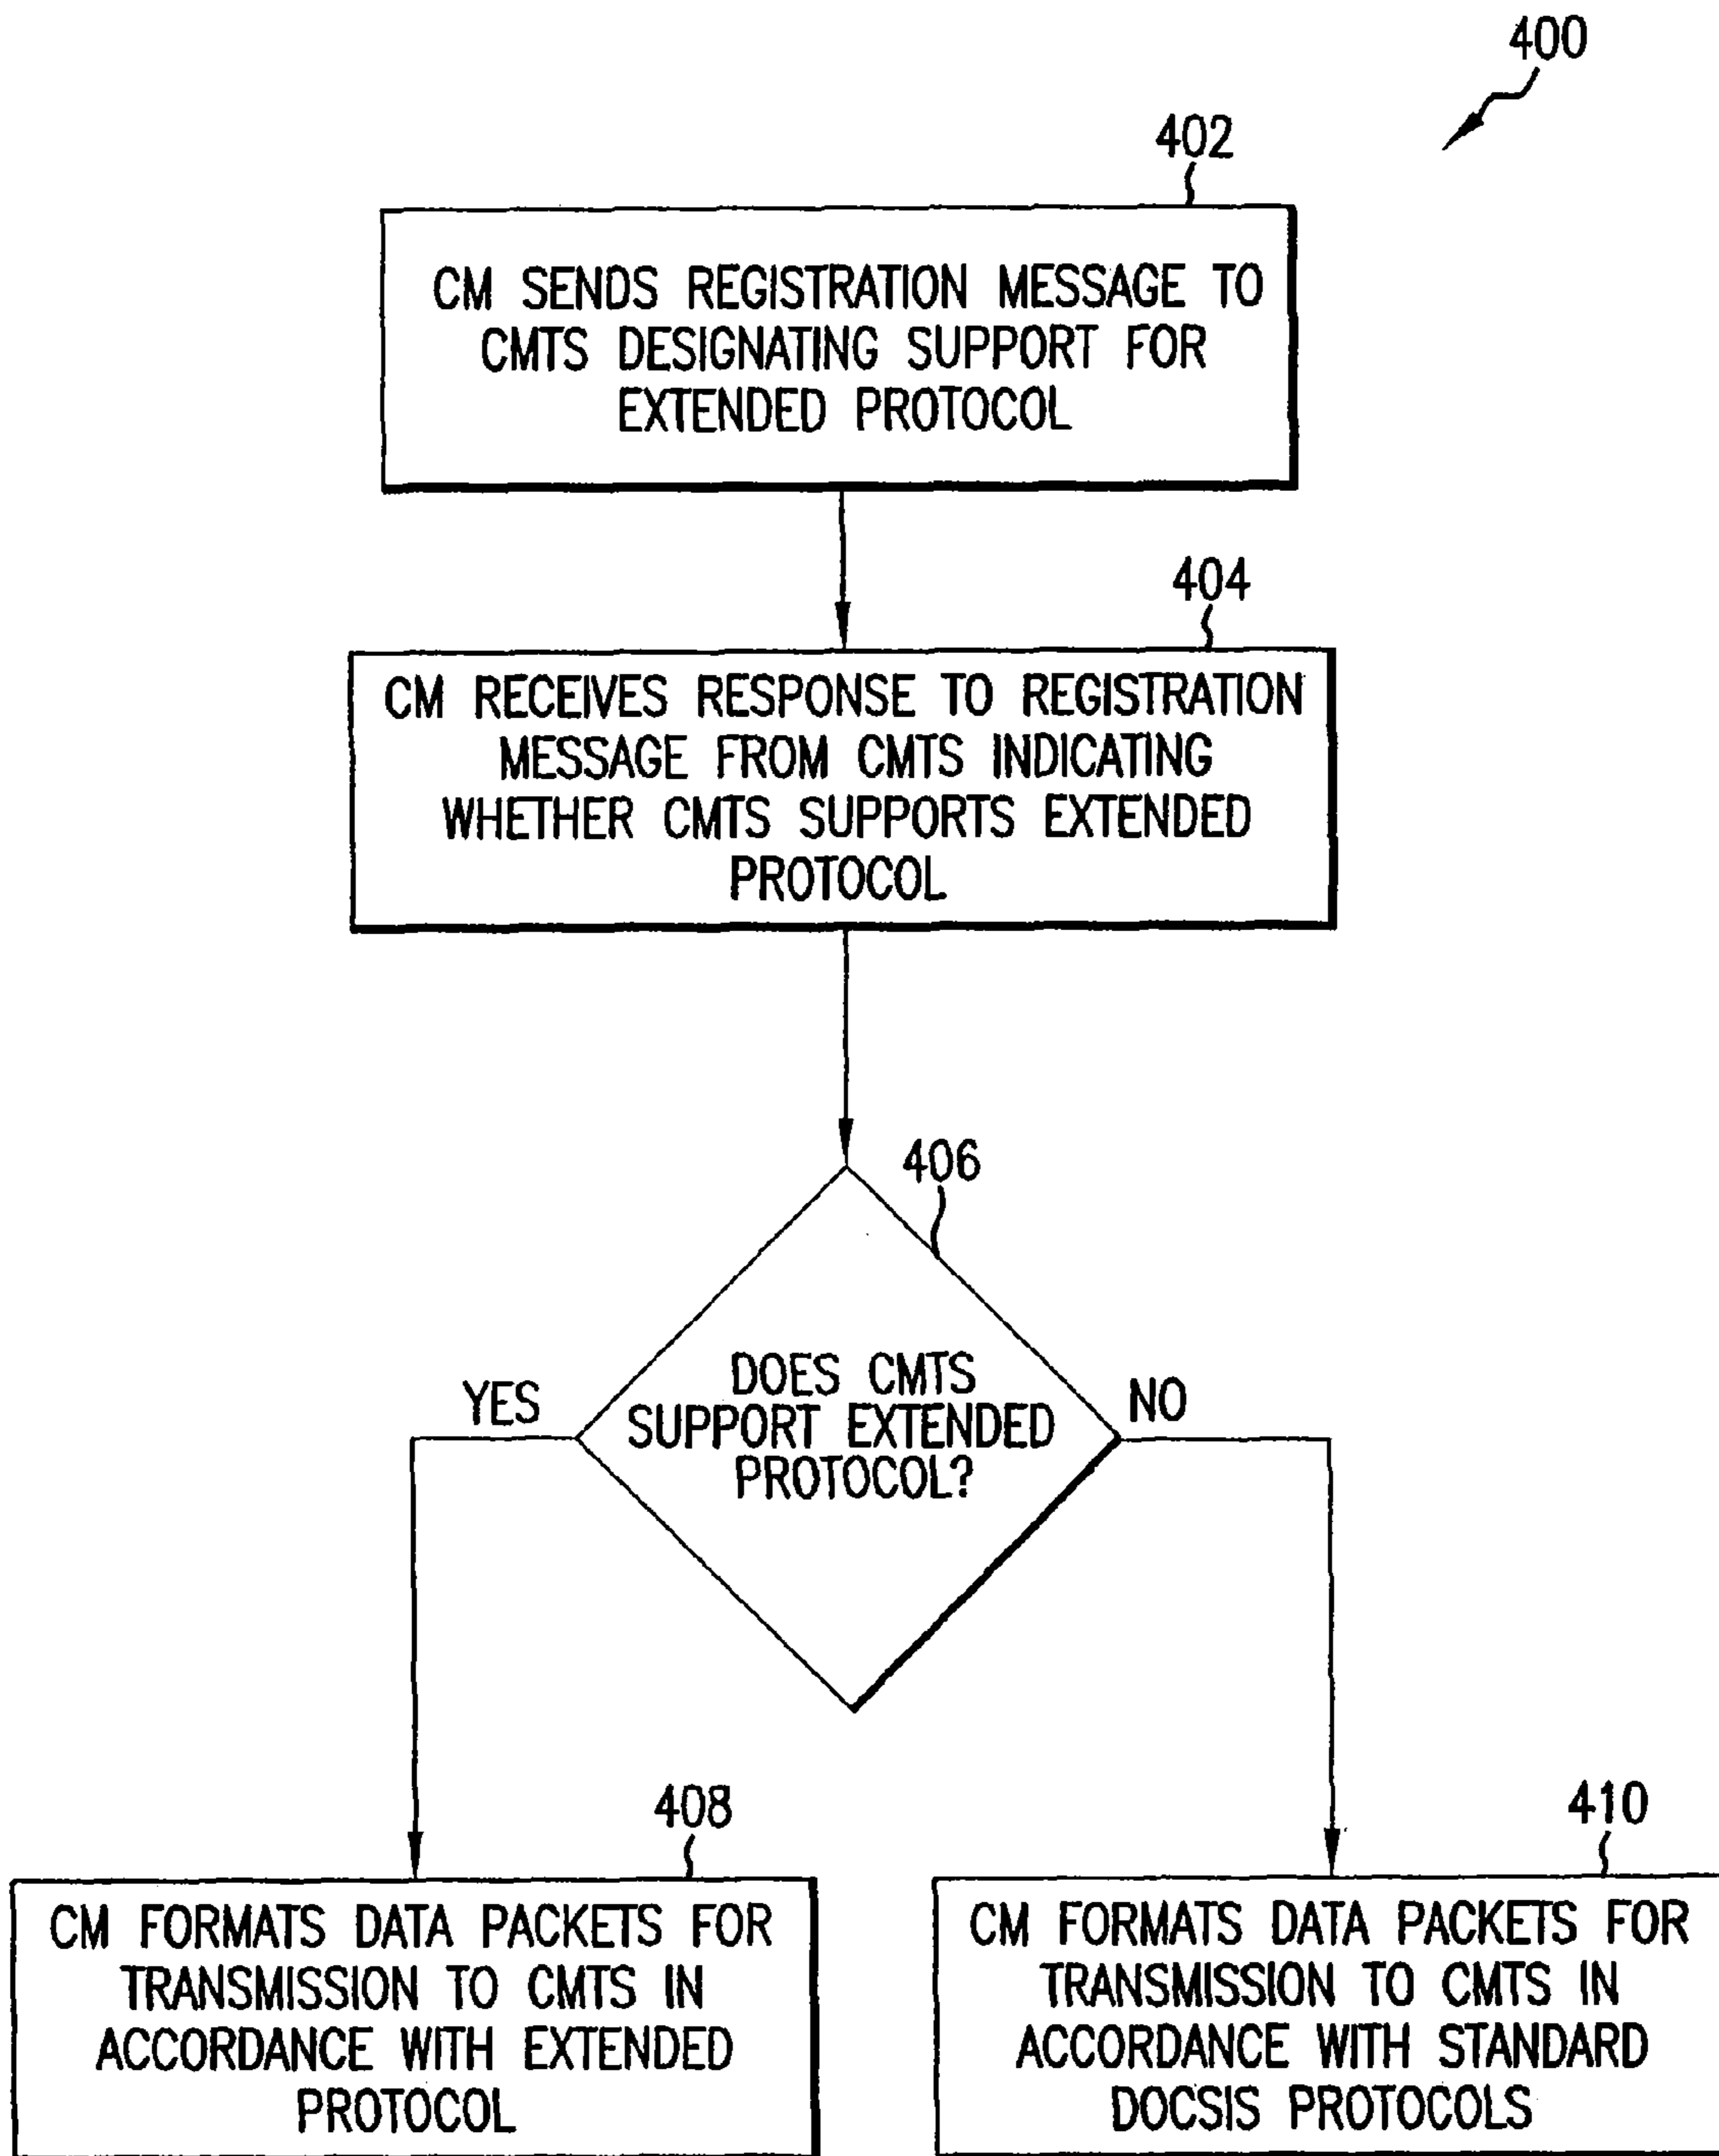 400
402
CM SENDS REGISTRATION MESSAGE TO
CMTS DESIGNATING SUPPORT FOR
EXTENDED PROTOCOL
404
CM RECEIVES RESPONSE TO REGISTRATION
MESSAGE FROM CMTS INDICATING
WHETHER CMTS SUPPORTS EXTENDED
PROTOCOL
406
DOES CMTS
SUPPORT EXTENDED
PROTOCOL?
YES
NO
408
CM FORMATS DATA PACKETS FOR
TRANSMISSION TO CMTS IN
ACCORDANCE WITH EXTENDED
PROTOCOL
410
CM FORMATS DATA PACKETS FOR
TRANSMISSION TO CMTS IN
ACCORDANCE WITH STANDARD
DOCSIS PROTOCOLS